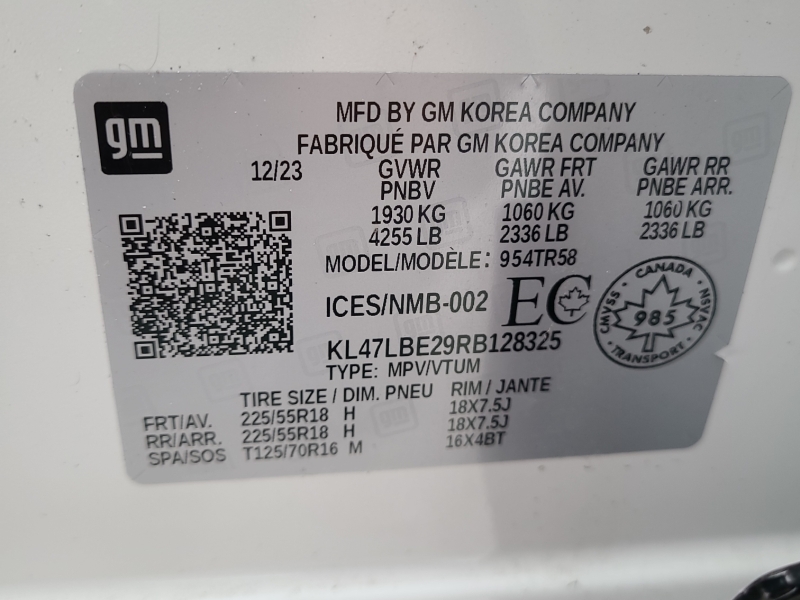 gm
MFD BY GM KOREA COMPANY
FABRIQUÉ PAR GM KOREA COMPANY
12/23 GVWR GAWR FRT GAWR RR
PNBV PNBE AV. PNBE ARR.
1930 KG 1060 KG 1060 KG
4255 LB 2336 LB 2336 LB
MODEL/MODÈLE: 954TR58
ICES/NMB-002 EC
CANADA
CMVSS 985 NSVAC
TRANSPORT
KL47LBE29RB128325
TYPE: MPV/VTUM
TIRE SIZE / DIM. PNEU RIM / JANTE
FRT/AV. 225/55R18 H 18X7.5J
RR/ARR. 225/55R18 H 18X7.5J
SPA/SOS T125/70R16 M 16X4BT